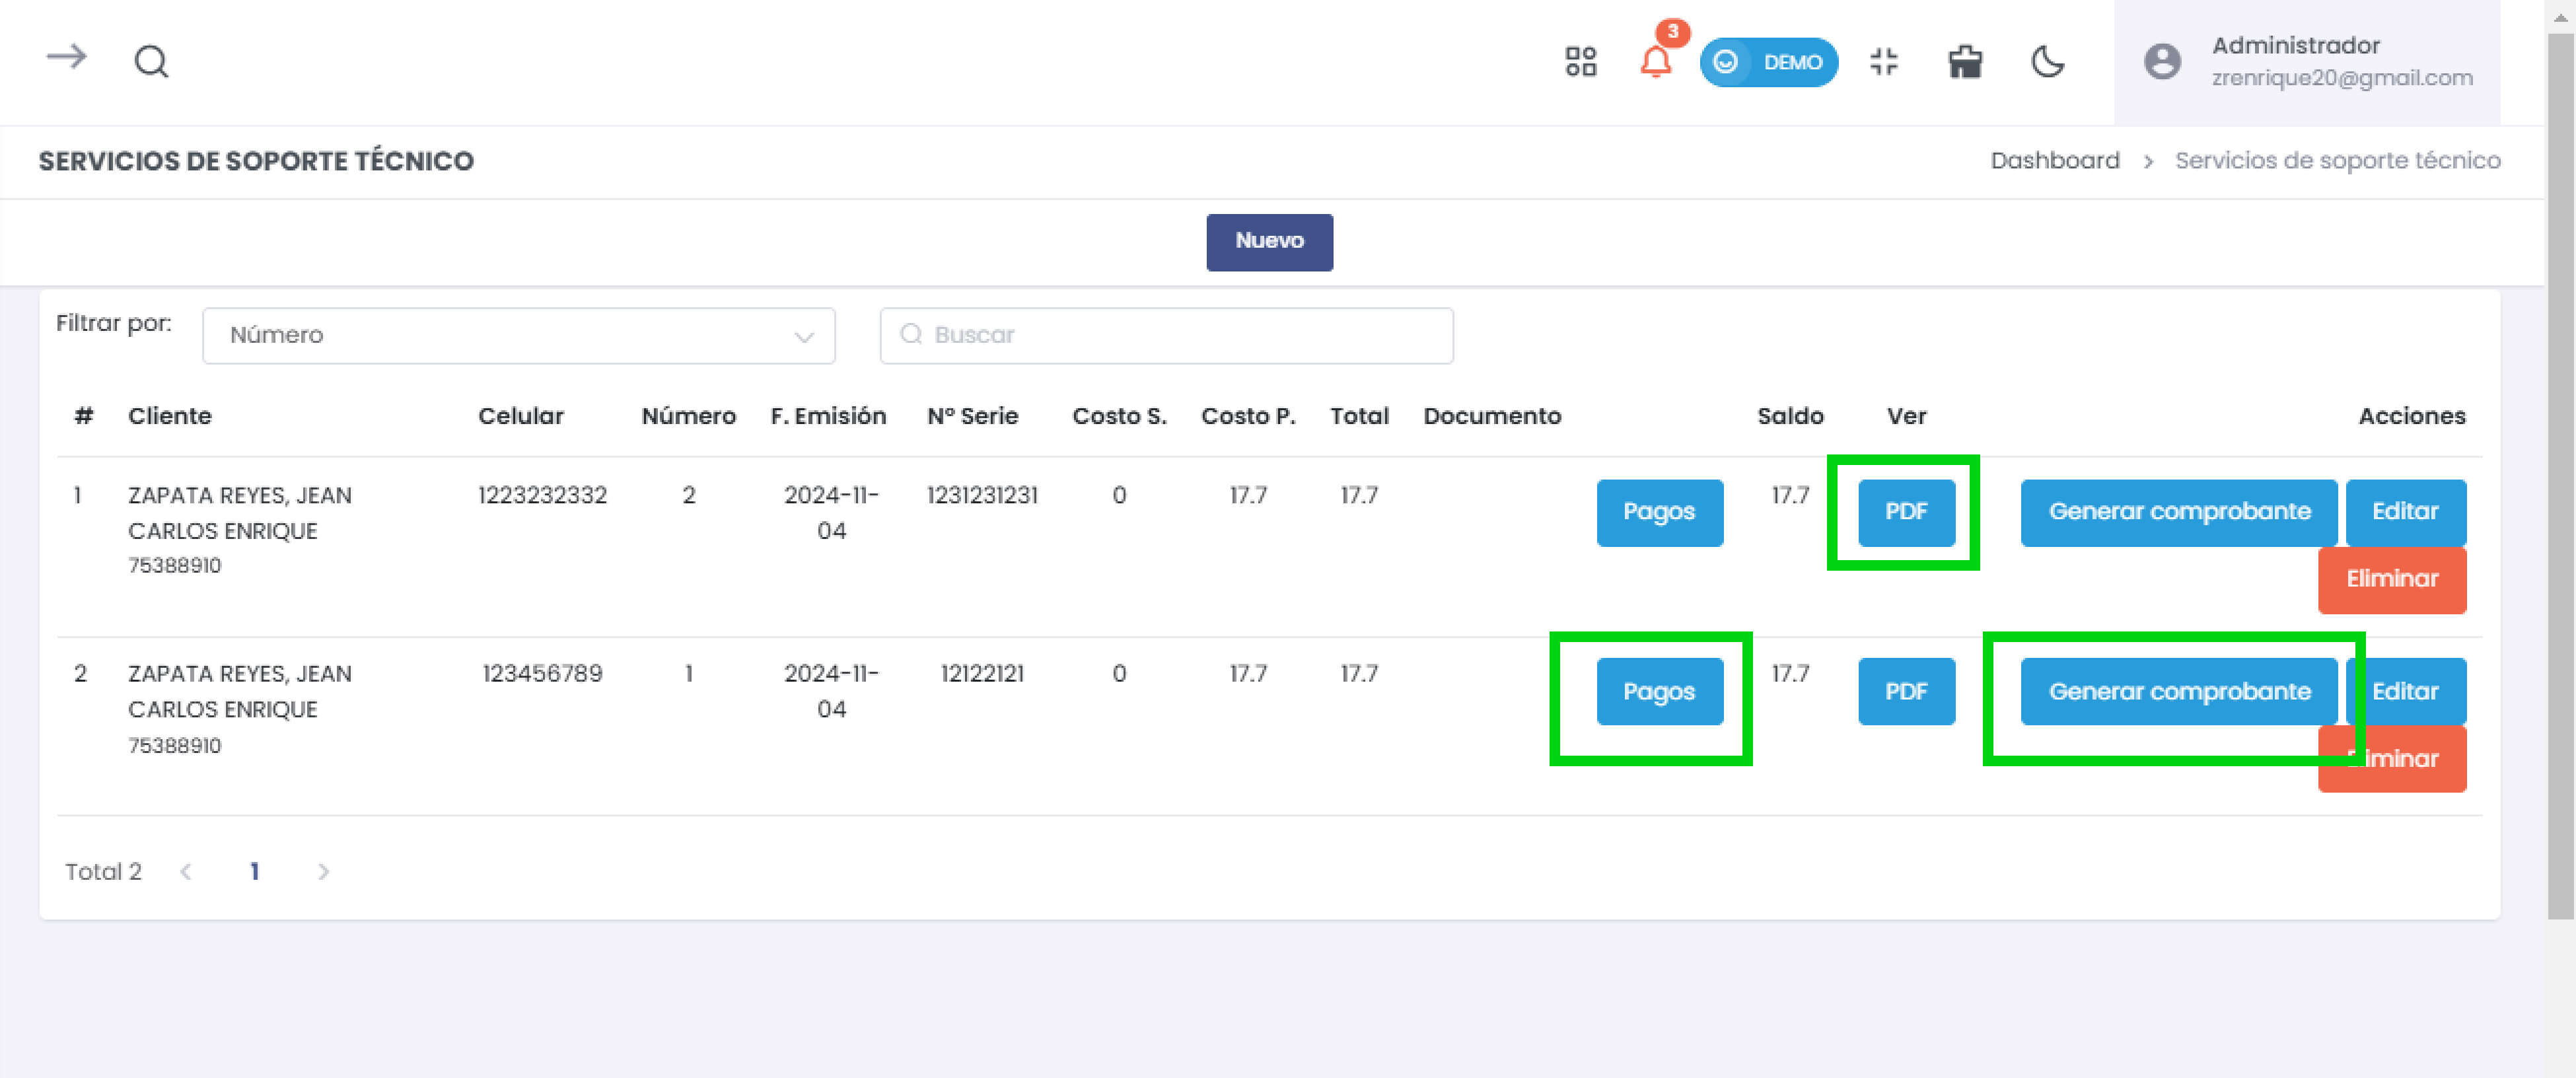 3
DEMO
Administrador
zrenrique20@gmail.com
SERVICIOS DE SOPORTE TÉCNICO
Dashboard > Servicios de soporte técnico
Nuevo
Filtrar por: Número Buscar
# Cliente Celular Número F. Emisión Nº Serie Costo S. Costo P. Total Documento Saldo Ver Acciones
1 ZAPATA REYES, JEAN 1223232332 2 2024-11- 1231231231 0 17.7 17.7 Pagos 17.7 PDF Generar comprobante Editar
CARLOS ENRIQUE 04
75388910 Eliminar
2 ZAPATA REYES, JEAN 123456789 1 2024-11- 12122121 0 17.7 17.7 Pagos 17.7 PDF Generar comprobante Editar
CARLOS ENRIQUE 04
75388910 Eliminar
Total 2 < 1 >